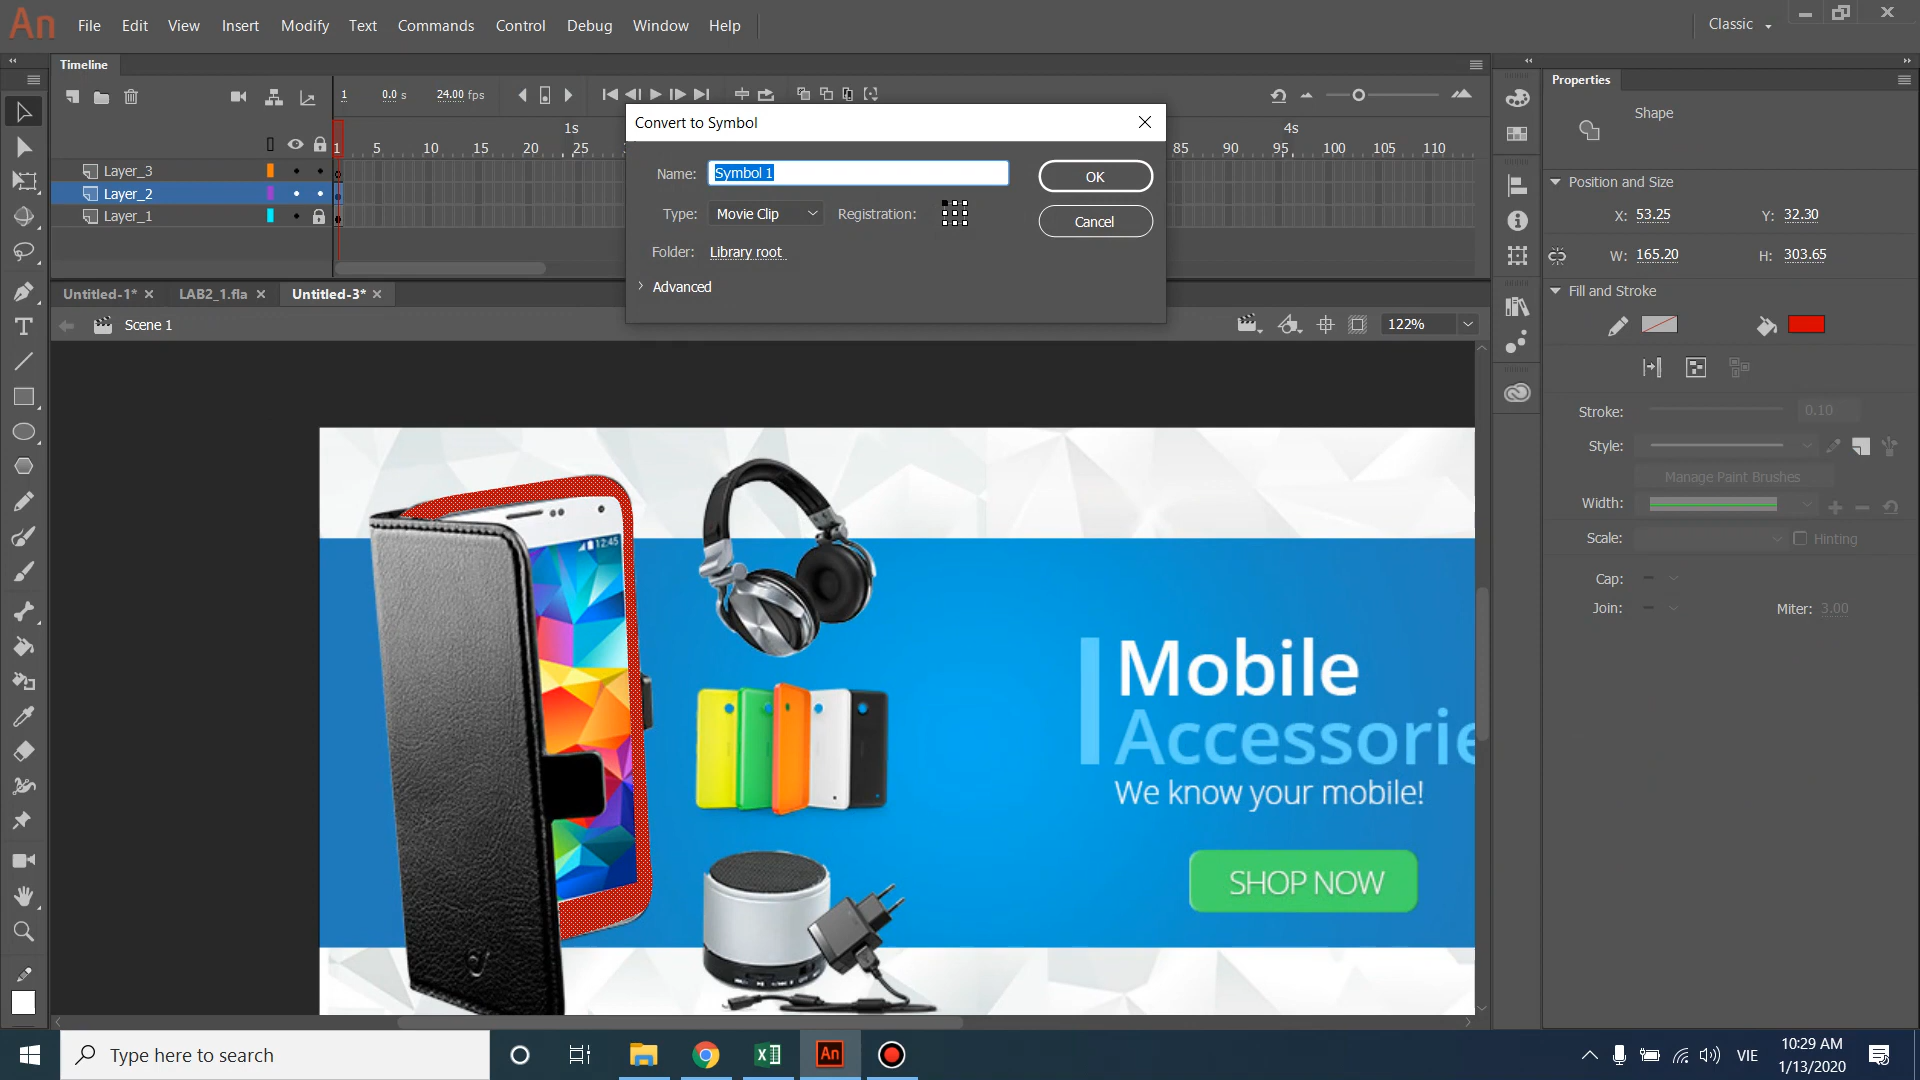 An File Edit View Insert Modify Text Commands Control Debug Window Help Classic
Timeline
Properties
1 0.0 s 24.00 fps
Shape
1s 4s
1 5 10 15 20 25 85 90 95 100 105 110
Layer_3
Layer_2
Layer_1
Convert to Symbol
Name: Symbol 1 OK
Type: Movie Clip Registration: Cancel
Folder: Library root
Advanced
Position and Size
X: 53.25 Y: 32.30
W: 165.20 H: 303.65
Fill and Stroke
Untitled-1* LAB2_1.fla Untitled-3*
Scene 1 122%
Stroke: 0.10
Style:
Manage Paint Brushes
Width:
Scale: Hinting
Cap:
Join: Miter: 3.00
12:45
Mobile
Accessorie
We know your mobile!
SHOP NOW
Type here to search
An
VIE
10:29 AM
1/13/2020